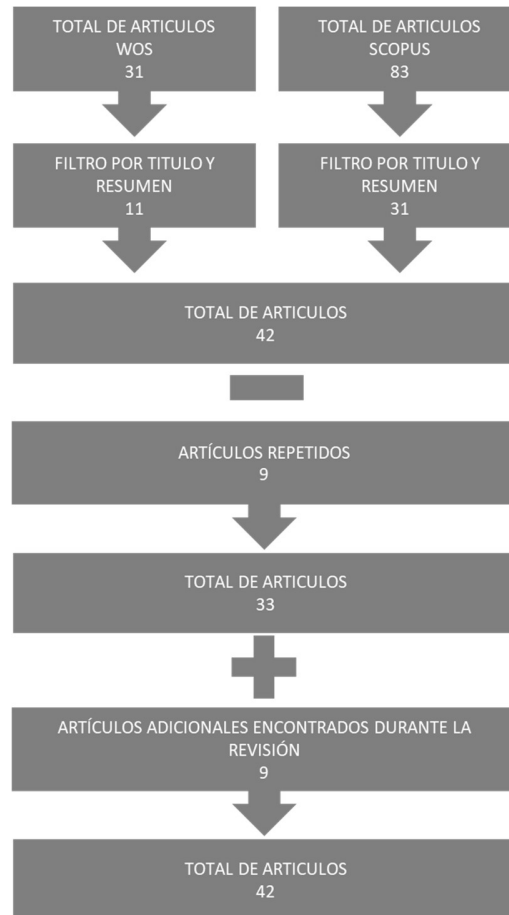 TOTAL DE ARTICULOS
WOS
31
TOTAL DE ARTICULOS
SCOPUS
83
FILTRO POR TITULO Y
RESUMEN
11
FILTRO POR TITULO Y
RESUMEN
31
TOTAL DE ARTICULOS
42
ARTÍCULOS REPETIDOS
9
TOTAL DE ARTICULOS
33
ARTÍCULOS ADICIONALES ENCONTRADOS DURANTE LA
REVISIÓN
9
TOTAL DE ARTICULOS
42